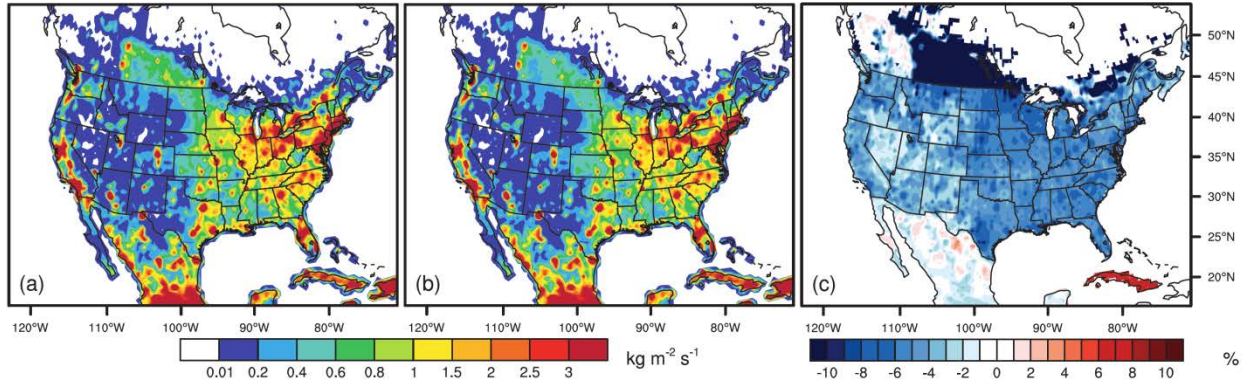 (a)
(b)
(c)
50°N
45°N
40°N
35°N
30°N
25°N
20°N
120°W 110°W 100°W 90°W 80°W
120°W 110°W 100°W 90°W 80°W
120°W 110°W 100°W 90°W 80°W
0.01 0.2 0.4 0.6 0.8 1 1.5 2 2.5 3
kg m⁻² s⁻¹
-10 -8 -6 -4 -2 0 2 4 6 8 10
%